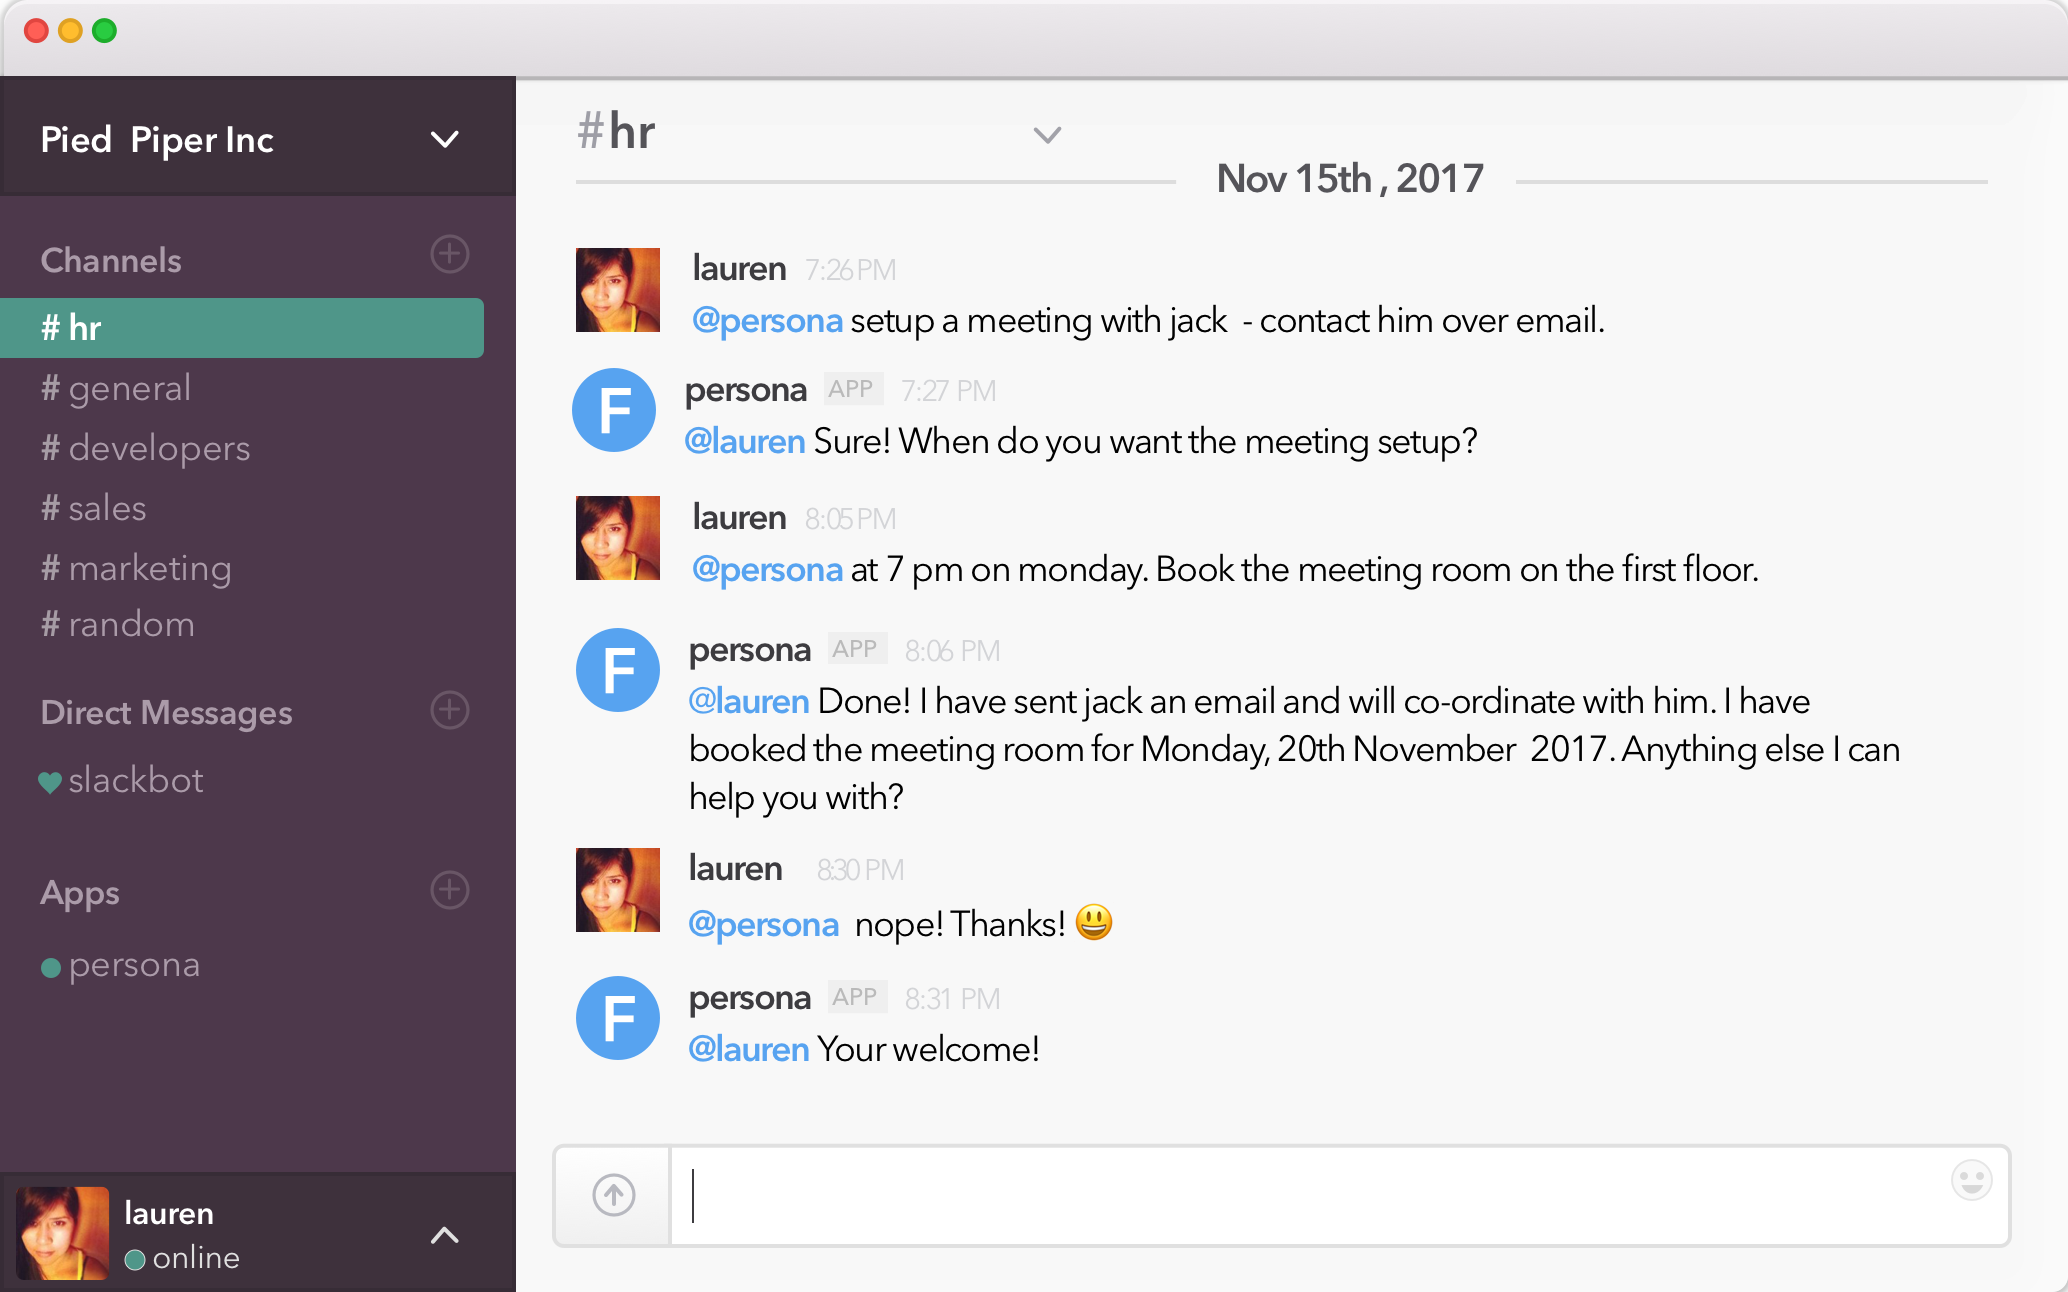 Pied Piper Inc
Channels
# hr
# general
# developers
# sales
# marketing
# random
Direct Messages
slackbot
Apps
persona
lauren
online
#hr
Nov 15th , 2017
lauren 7:26 PM
@persona setup a meeting with jack - contact him over email.
F
persona APP 7:27 PM
@lauren Sure! When do you want the meeting setup?
lauren 8:05 PM
@persona at 7 pm on monday. Book the meeting room on the first floor.
F
persona APP 8:06 PM
@lauren Done! I have sent jack an email and will co-ordinate with him. I have
booked the meeting room for Monday, 20th November 2017. Anything else I can
help you with?
lauren 8:30 PM
@persona nope! Thanks! 😃
F
persona APP 8:31 PM
@lauren Your welcome!